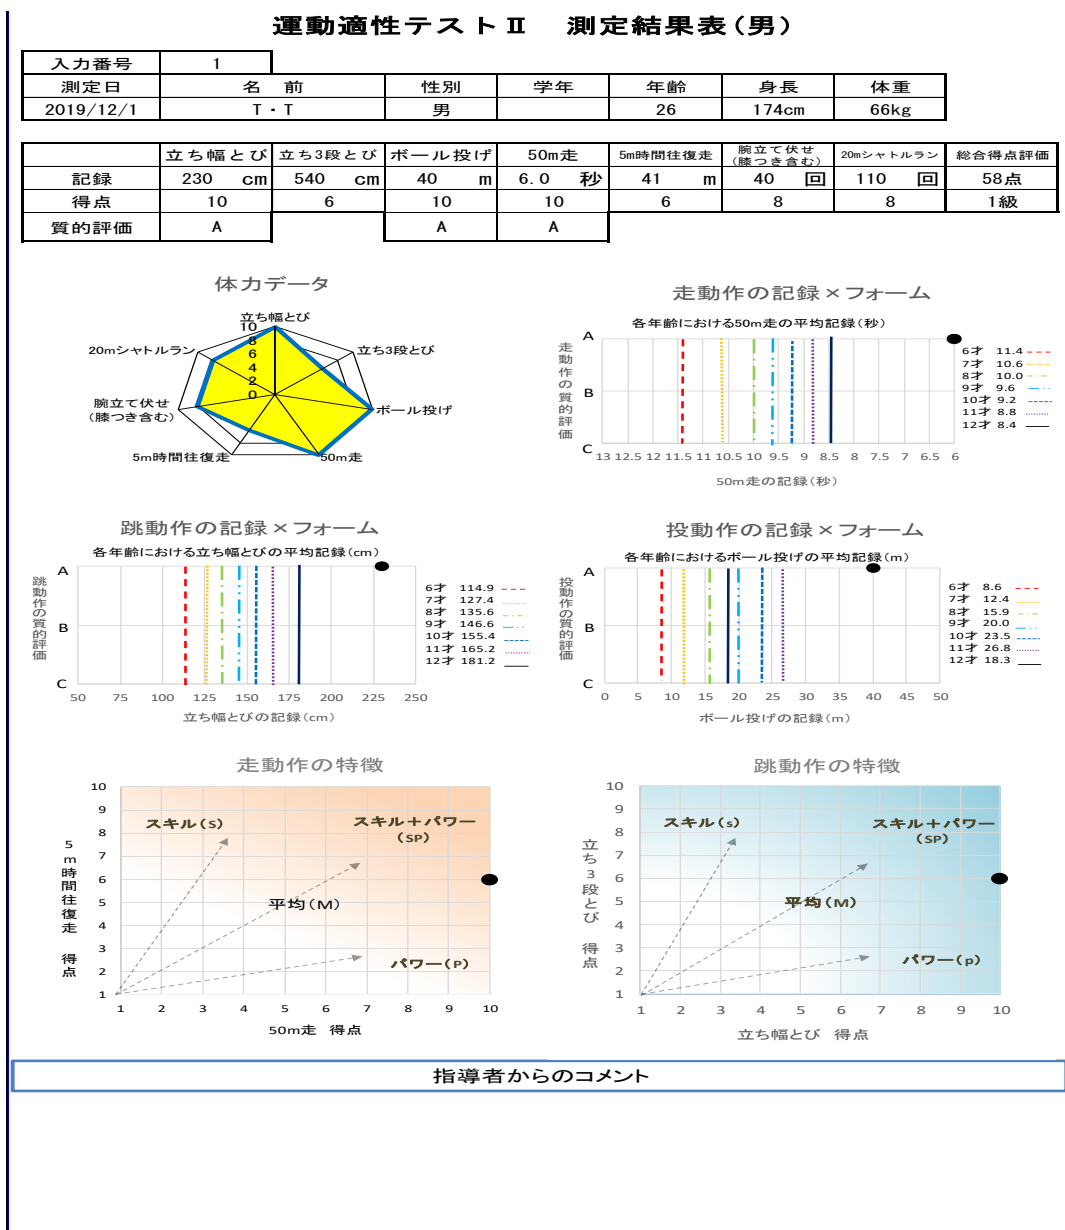 運動適性テストⅡ　測定結果表(男)
入力番号 1
測定日 名　前 性別 学年 年齢 身長 体重
2019/12/1 T・T 男 26 174cm 66kg
立ち幅とび 立ち3段とび ボール投げ 50m走 5m時間往復走 腕立て伏せ(膝つき含む) 20mシャトルラン 総合得点評価
記録 230 cm 540 cm 40 m 6.0 秒 41 m 40 回 110 回 58点
得点 10 6 10 10 6 8 8 1級
質的評価 A A A
体力データ
立ち幅とび
立ち3段とび
ボール投げ
50m走
5m時間往復走
腕立て伏せ
(膝つき含む)
20mシャトルラン
10
8
6
4
2
0
走動作の記録×フォーム
各年齢における50m走の平均記録(秒)
走動作の質的評価
A
B
C
13 12.5 12 11.5 11 10.5 10 9.5 9 8.5 8 7.5 7 6.5 6
50m走の記録(秒)
6才 11.4
7才 10.6
8才 10.0
9才 9.6
10才 9.2
11才 8.8
12才 8.4
跳動作の記録×フォーム
各年齢における立ち幅とびの平均記録(cm)
跳動作の質的評価
A
B
C
50 75 100 125 150 175 200 225 250
立ち幅とびの記録(cm)
6才 114.9
7才 127.4
8才 135.6
9才 146.6
10才 155.4
11才 165.2
12才 181.2
投動作の記録×フォーム
各年齢におけるボール投げの平均記録(m)
投動作の質的評価
A
B
C
0 5 10 15 20 25 30 35 40 45 50
ボール投げの記録(m)
6才 8.6
7才 12.4
8才 15.9
9才 20.0
10才 23.5
11才 26.8
12才 18.3
走動作の特徴
5m時間往復走　得点
10
9
8
7
6
5
4
3
2
1
スキル(S)
スキル+パワー
(SP)
平均(M)
パワー(P)
1 2 3 4 5 6 7 8 9 10
50m走　得点
跳動作の特徴
立ち3段とび　得点
10
9
8
7
6
5
4
3
2
1
スキル(s)
スキル+パワー
(SP)
平均(M)
パワー(p)
1 2 3 4 5 6 7 8 9 10
立ち幅とび　得点
指導者からのコメント